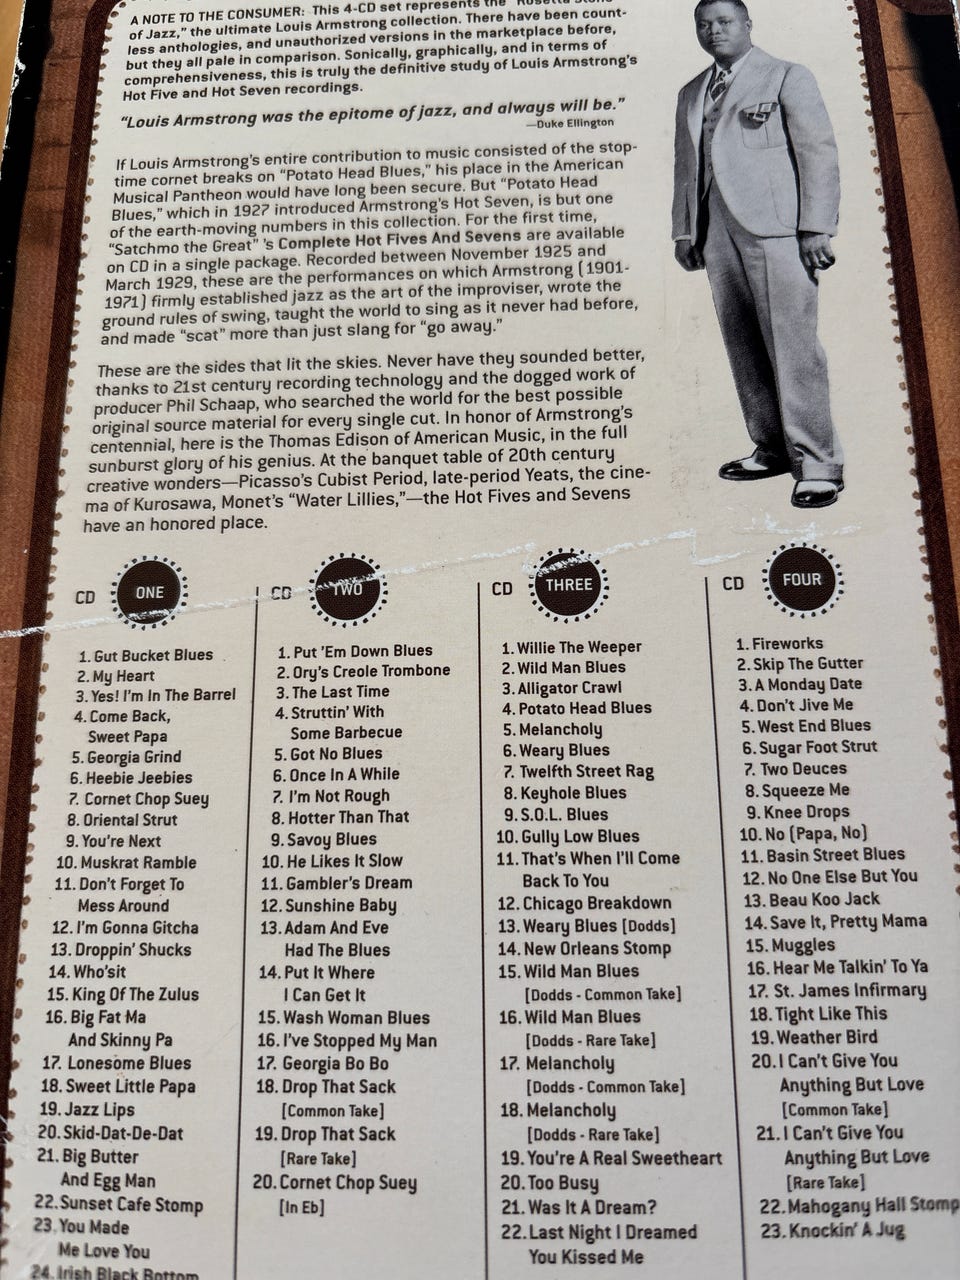 A NOTE TO THE CONSUMER: This 4-CD set represents the "Rosetta Stone
of Jazz," the ultimate Louis Armstrong collection. There have been count-
less anthologies, and unauthorized versions in the marketplace before,
but they all pale in comparison. Sonically, graphically, and in terms of
comprehensiveness, this is truly the definitive study of Louis Armstrong's
Hot Five and Hot Seven recordings.
"Louis Armstrong was the epitome of jazz, and always will be."
—Duke Ellington
If Louis Armstrong's entire contribution to music consisted of the stop-
time cornet breaks on "Potato Head Blues," his place in the American
Musical Pantheon would have long been secure. But "Potato Head
Blues," which in 1927 introduced Armstrong's Hot Seven, is but one
of the earth-moving numbers in this collection. For the first time,
"Satchmo the Great" 's Complete Hot Fives And Sevens are available
on CD in a single package. Recorded between November 1925 and
March 1929, these are the performances on which Armstrong (1901-
1971) firmly established jazz as the art of the improviser, wrote the
ground rules of swing, taught the world to sing as it never had before,
and made "scat" more than just slang for "go away."
These are the sides that lit the skies. Never have they sounded better,
thanks to 21st century recording technology and the dogged work of
producer Phil Schaap, who searched the world for the best possible
original source material for every single cut. In honor of Armstrong's
centennial, here is the Thomas Edison of American Music, in the full
sunburst glory of his genius. At the banquet table of 20th century
creative wonders—Picasso's Cubist Period, late-period Yeats, the cine-
ma of Kurosawa, Monet's "Water Lillies,"—the Hot Fives and Sevens
have an honored place.
CD ONE
1. Gut Bucket Blues
2. My Heart
3. Yes! I'm In The Barrel
4. Come Back,
Sweet Papa
5. Georgia Grind
6. Heebie Jeebies
7. Cornet Chop Suey
8. Oriental Strut
9. You're Next
10. Muskrat Ramble
11. Don't Forget To
Mess Around
12. I'm Gonna Gitcha
13. Droppin' Shucks
14. Who'sit
15. King Of The Zulus
16. Big Fat Ma
And Skinny Pa
17. Lonesome Blues
18. Sweet Little Papa
19. Jazz Lips
20. Skid-Dat-De-Dat
21. Big Butter
And Egg Man
22. Sunset Cafe Stomp
23. You Made
Me Love You
24. Irish Black Bottom
CD TWO
1. Put 'Em Down Blues
2. Ory's Creole Trombone
3. The Last Time
4. Struttin' With
Some Barbecue
5. Got No Blues
6. Once In A While
7. I'm Not Rough
8. Hotter Than That
9. Savoy Blues
10. He Likes It Slow
11. Gambler's Dream
12. Sunshine Baby
13. Adam And Eve
Had The Blues
14. Put It Where
I Can Get It
15. Wash Woman Blues
16. I've Stopped My Man
17. Georgia Bo Bo
18. Drop That Sack
[Common Take]
19. Drop That Sack
[Rare Take]
20. Cornet Chop Suey
[In Eb]
CD THREE
1. Willie The Weeper
2. Wild Man Blues
3. Alligator Crawl
4. Potato Head Blues
5. Melancholy
6. Weary Blues
7. Twelfth Street Rag
8. Keyhole Blues
9. S.O.L. Blues
10. Gully Low Blues
11. That's When I'll Come
Back To You
12. Chicago Breakdown
13. Weary Blues [Dodds]
14. New Orleans Stomp
15. Wild Man Blues
[Dodds - Common Take]
16. Wild Man Blues
[Dodds - Rare Take]
17. Melancholy
[Dodds - Common Take]
18. Melancholy
[Dodds - Rare Take]
19. You're A Real Sweetheart
20. Too Busy
21. Was It A Dream?
22. Last Night I Dreamed
You Kissed Me
CD FOUR
1. Fireworks
2. Skip The Gutter
3. A Monday Date
4. Don't Jive Me
5. West End Blues
6. Sugar Foot Strut
7. Two Deuces
8. Squeeze Me
9. Knee Drops
10. No (Papa, No)
11. Basin Street Blues
12. No One Else But You
13. Beau Koo Jack
14. Save It, Pretty Mama
15. Muggles
16. Hear Me Talkin' To Ya
17. St. James Infirmary
18. Tight Like This
19. Weather Bird
20. I Can't Give You
Anything But Love
[Common Take]
21. I Can't Give You
Anything But Love
[Rare Take]
22. Mahogany Hall Stomp
23. Knockin' A Jug